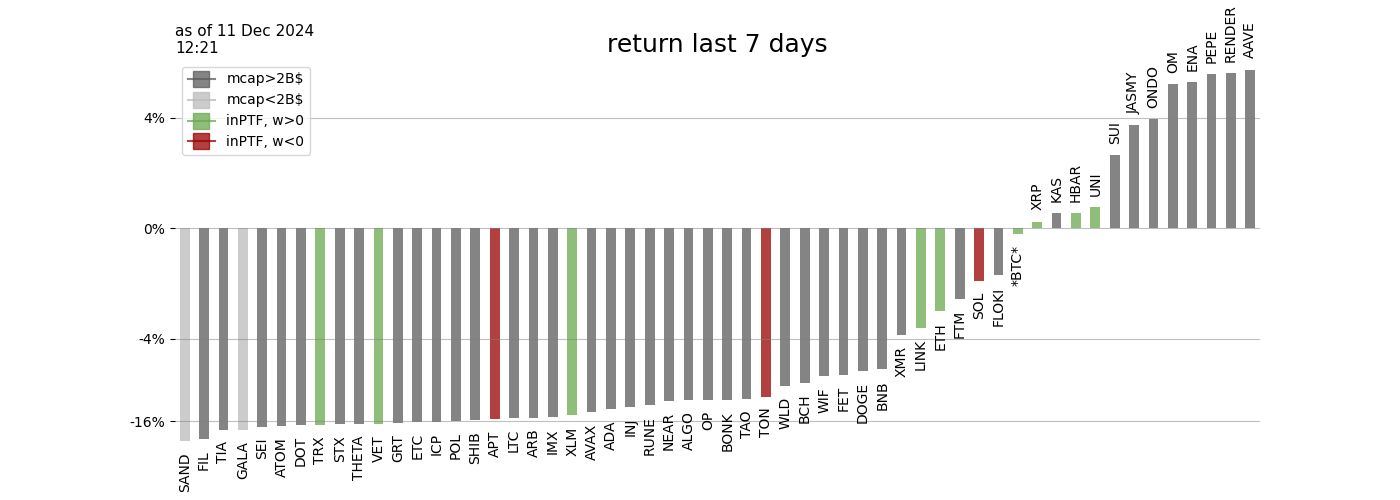 as of 11 Dec 2024
12:21
return last 7 days
mcap>2B$
mcap<2B$
inPTF, w>0
inPTF, w<0
4%
0%
-4%
-16%
SAND
FIL
TIA
GALA
SEI
ATOM
DOT
TRX
STX
THETA
VET
GRT
ETC
ICP
POL
SHIB
APT
LTC
ARB
IMX
XLM
AVAX
ADA
INJ
RUNE
NEAR
ALGO
OP
BONK
TAO
TON
WLD
BCH
WIF
FET
DOGE
BNB
XMR
LINK
ETH
FTM
SOL
FLOKI
*BTC*
XRP
KAS
HBAR
UNI
SUI
JASMY
ONDO
OM
ENA
PEPE
RENDER
AAVE